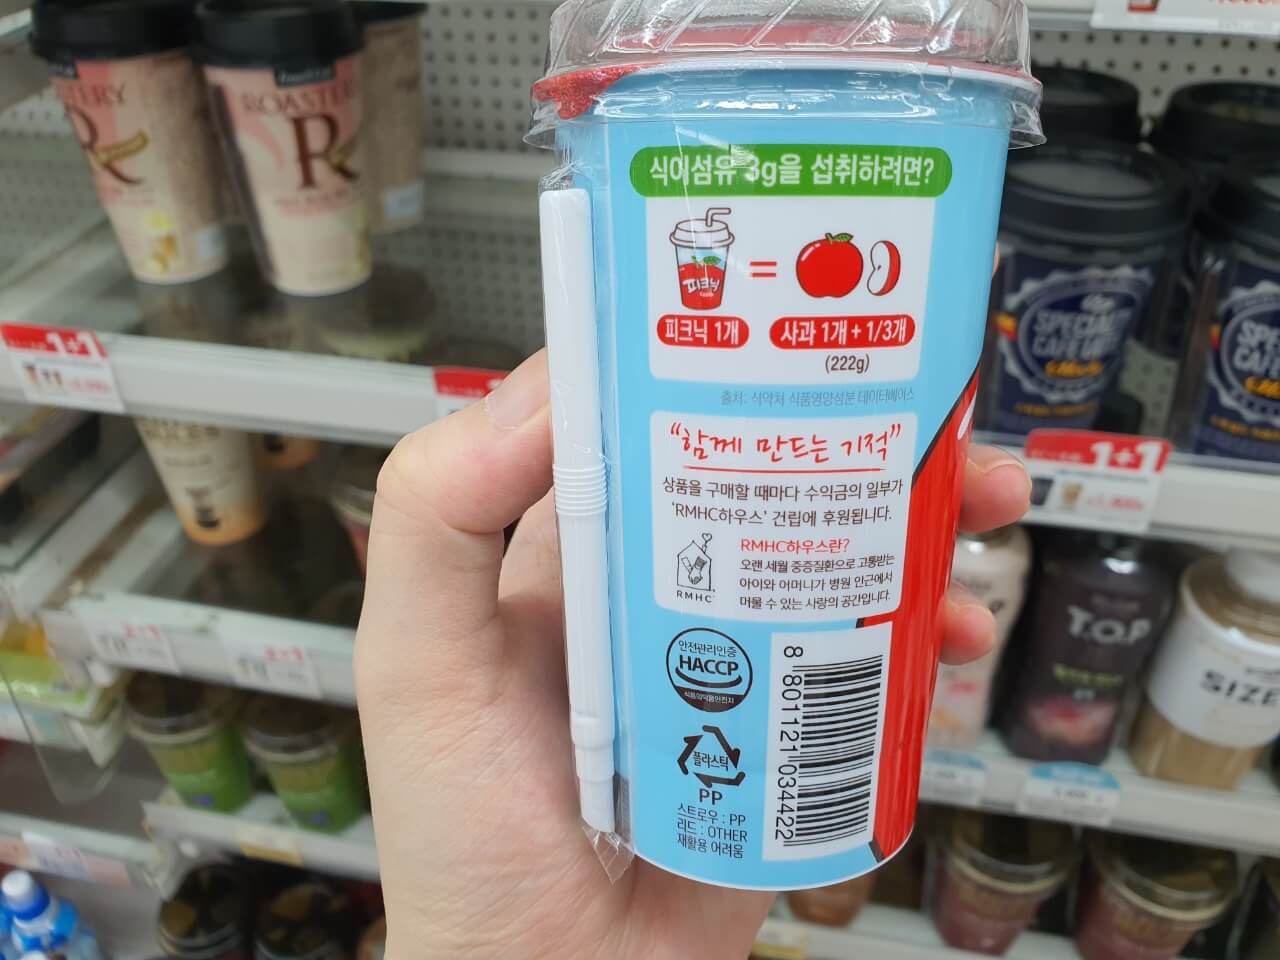 식이섬유 3g을 섭취하려면?
피크닉
피크닉 1개
사과 1개 + 1/3개
(222g)
출처: 식약처 식품영양성분 데이터베이스
“함께 만드는 기적”
상품을 구매할 때마다 수익금의 일부가
‘RMHC하우스’ 건립에 후원됩니다.
RMHC하우스란?
오랜 세월 중증질환으로 고통받는
아이와 어머니가 병원 인근에서
머물 수 있는 사랑의 공간입니다.
RMHC
안전관리인증
HACCP
식품의약품안전처
플라스틱
PP
스트로우 : PP
리드 : OTHER
재활용 어려움
8 801121 034422
ROASTERY
R
1+1
1+1
SPECIALTY
CAFÉ
T.O.P
SIZE